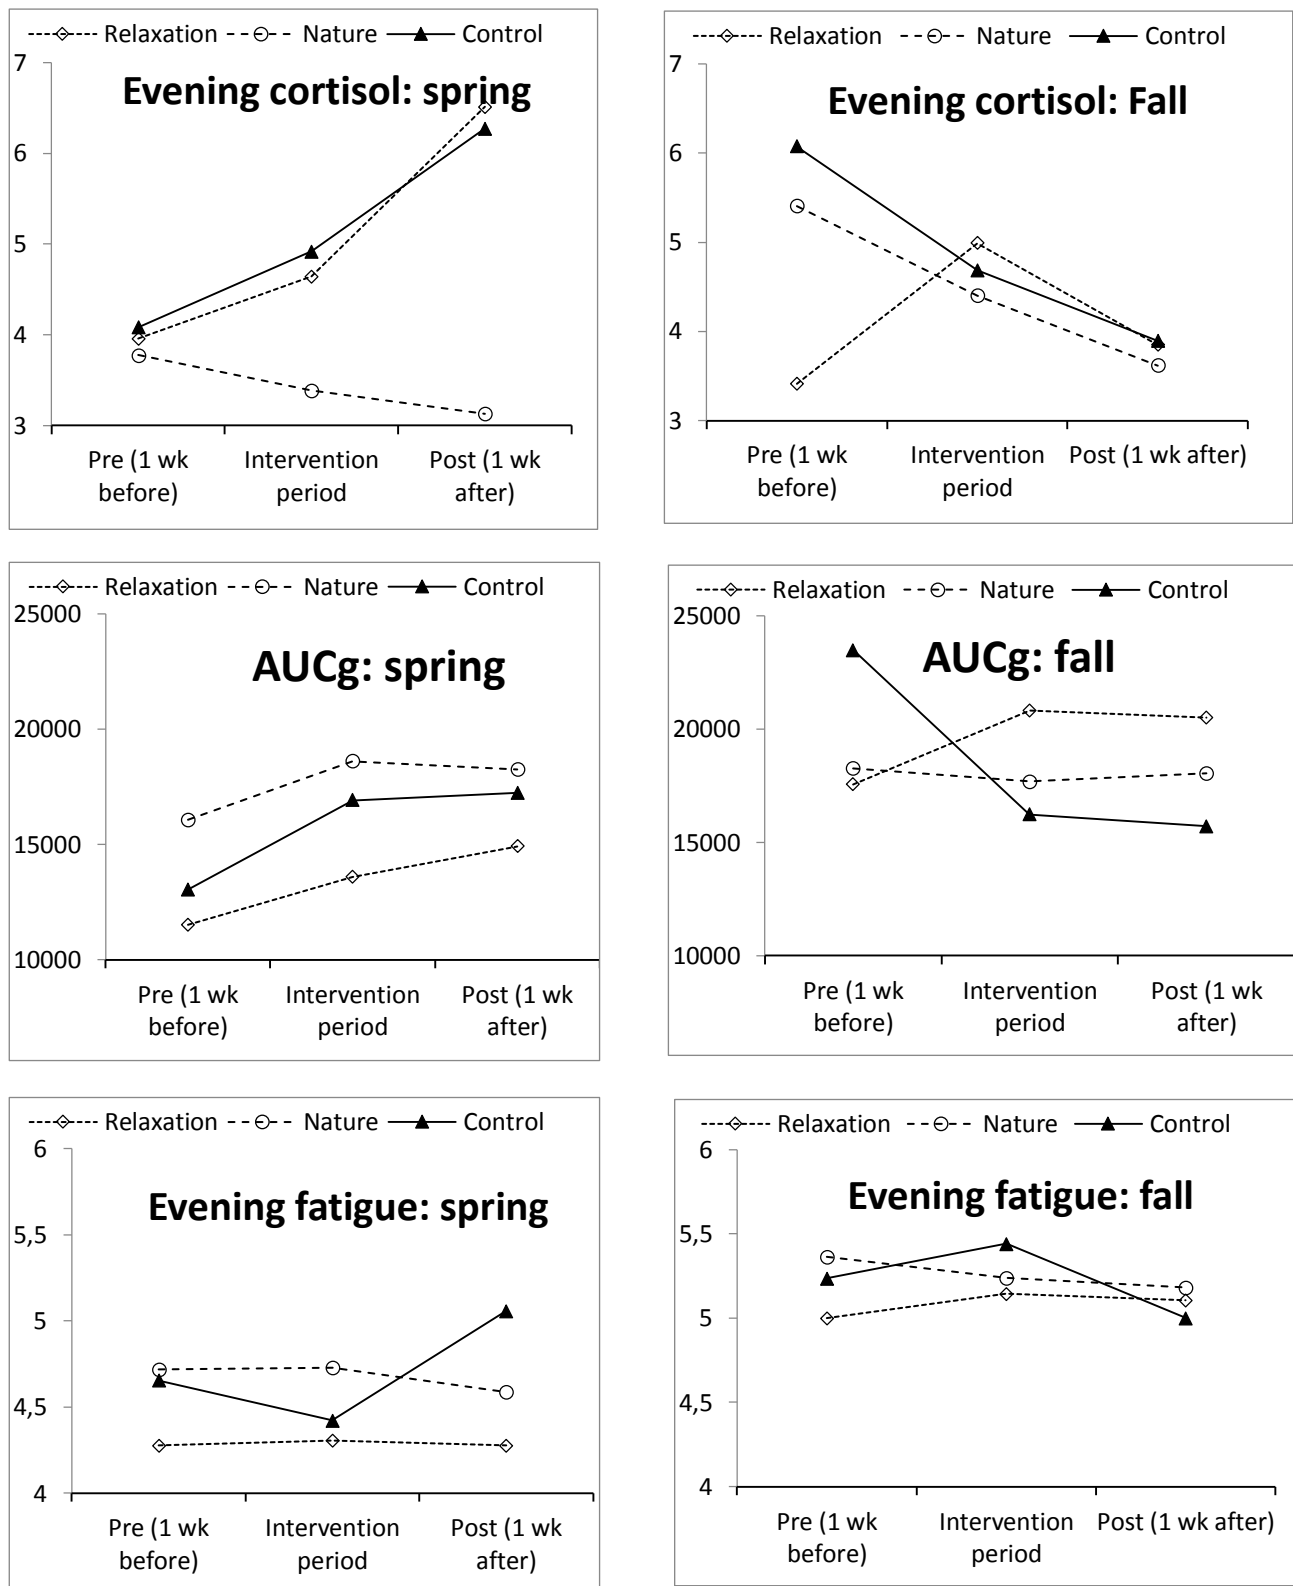 Relaxation Nature Control
Evening cortisol: spring
7
6
5
4
3
Pre (1 wk before)
Intervention period
Post (1 wk after)
Relaxation Nature Control
Evening cortisol: Fall
7
6
5
4
3
Pre (1 wk before)
Intervention period
Post (1 wk after)
Relaxation Nature Control
AUCg: spring
25000
20000
15000
10000
Pre (1 wk before)
Intervention period
Post (1 wk after)
Relaxation Nature Control
AUCg: fall
25000
20000
15000
10000
Pre (1 wk before)
Intervention period
Post (1 wk after)
Relaxation Nature Control
Evening fatigue: spring
6
5,5
5
4,5
4
Pre (1 wk before)
Intervention period
Post (1 wk after)
Relaxation Nature Control
Evening fatigue: fall
6
5,5
5
4,5
4
Pre (1 wk before)
Intervention period
Post (1 wk after)